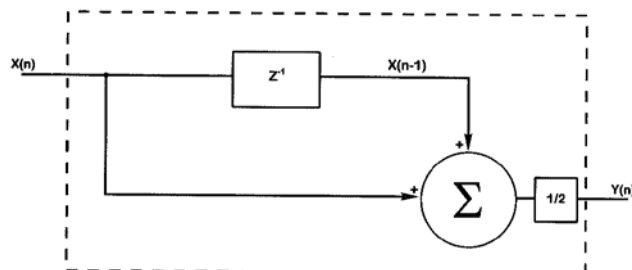 X(n)
Z⁻¹
X(n-1)
+
+
Σ
1/2
Y(n)